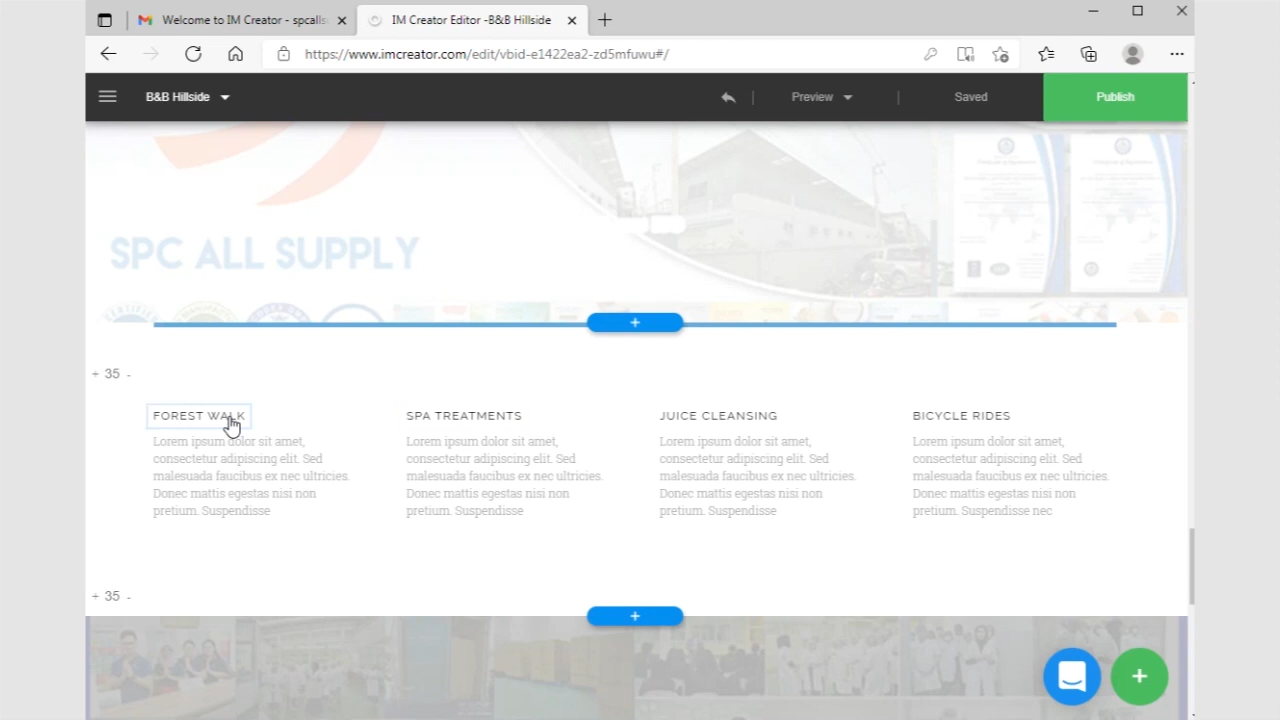 Welcome to IM Creator - spcalls
IM Creator Editor -B&B Hillside
https://www.imcreator.com/edit/vbid-e1422ea2-zd5mfuwu#/
B&B Hillside
Preview
Saved
Publish
SPC ALL SUPPLY
+ 35 -
FOREST WALK
Lorem ipsum dolor sit amet,
consectetur adipiscing elit. Sed
malesuada faucibus ex nec ultricies.
Donec mattis egestas nisi non
pretium. Suspendisse
SPA TREATMENTS
Lorem ipsum dolor sit amet,
consectetur adipiscing elit. Sed
malesuada faucibus ex nec ultricies.
Donec mattis egestas nisi non
pretium. Suspendisse
JUICE CLEANSING
Lorem ipsum dolor sit amet,
consectetur adipiscing elit. Sed
malesuada faucibus ex nec ultricies.
Donec mattis egestas nisi non
pretium. Suspendisse
BICYCLE RIDES
Lorem ipsum dolor sit amet,
consectetur adipiscing elit. Sed
malesuada faucibus ex nec ultricies.
Donec mattis egestas nisi non
pretium. Suspendisse nec
+ 35 -